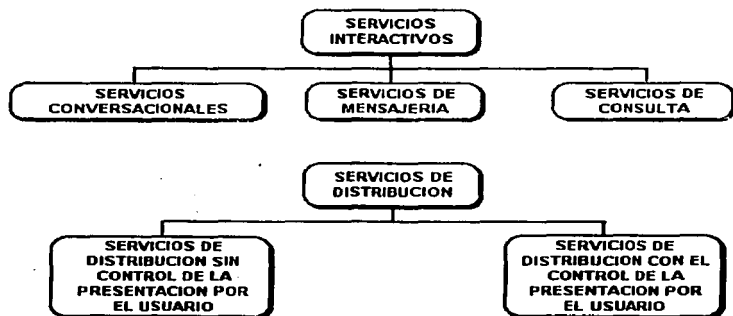 SERVICIOS
INTERACTIVOS
SERVICIOS
CONVERSACIONALES
SERVICIOS DE
MENSAJERIA
SERVICIOS DE
CONSULTA
SERVICIOS DE
DISTRIBUCION
SERVICIOS DE
DISTRIBUCION SIN
CONTROL DE LA
PRESENTACION POR
EL USUARIO
SERVICIOS DE
DISTRIBUCION CON EL
CONTROL DE LA
PRESENTACION POR
EL USUARIO